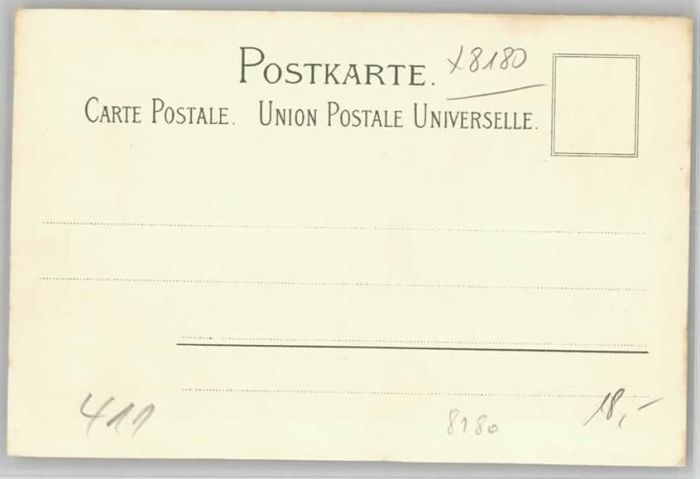 POSTKARTE. x8180
CARTE POSTALE. UNION POSTALE UNIVERSELLE.
411
8180
18,-